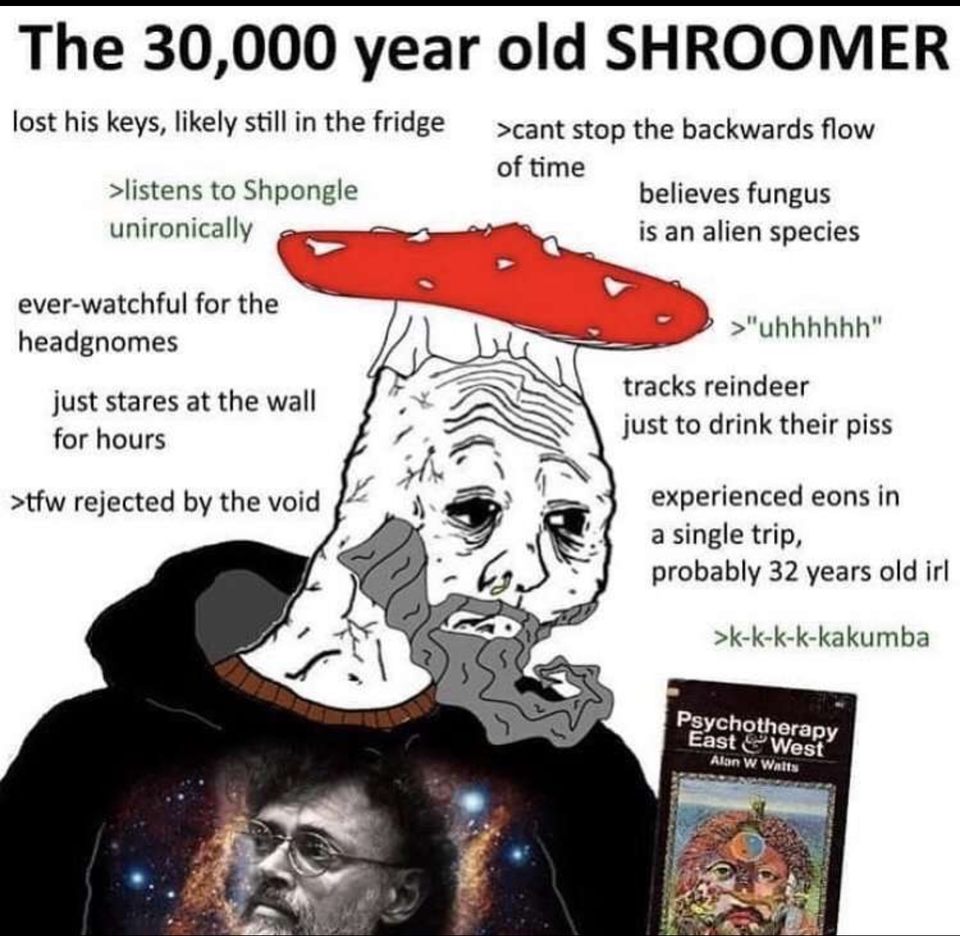 The 30,000 year old SHROOMER
lost his keys, likely still in the fridge
>cant stop the backwards flow
of time
>listens to Shpongle
unironically
believes fungus
is an alien species
ever-watchful for the
headgnomes
>"uhhhhhh"
just stares at the wall
for hours
tracks reindeer
just to drink their piss
>tfw rejected by the void
experienced eons in
a single trip,
probably 32 years old irl
>k-k-k-k-kakumba
Psychotherapy
East & West
Alan W Watts